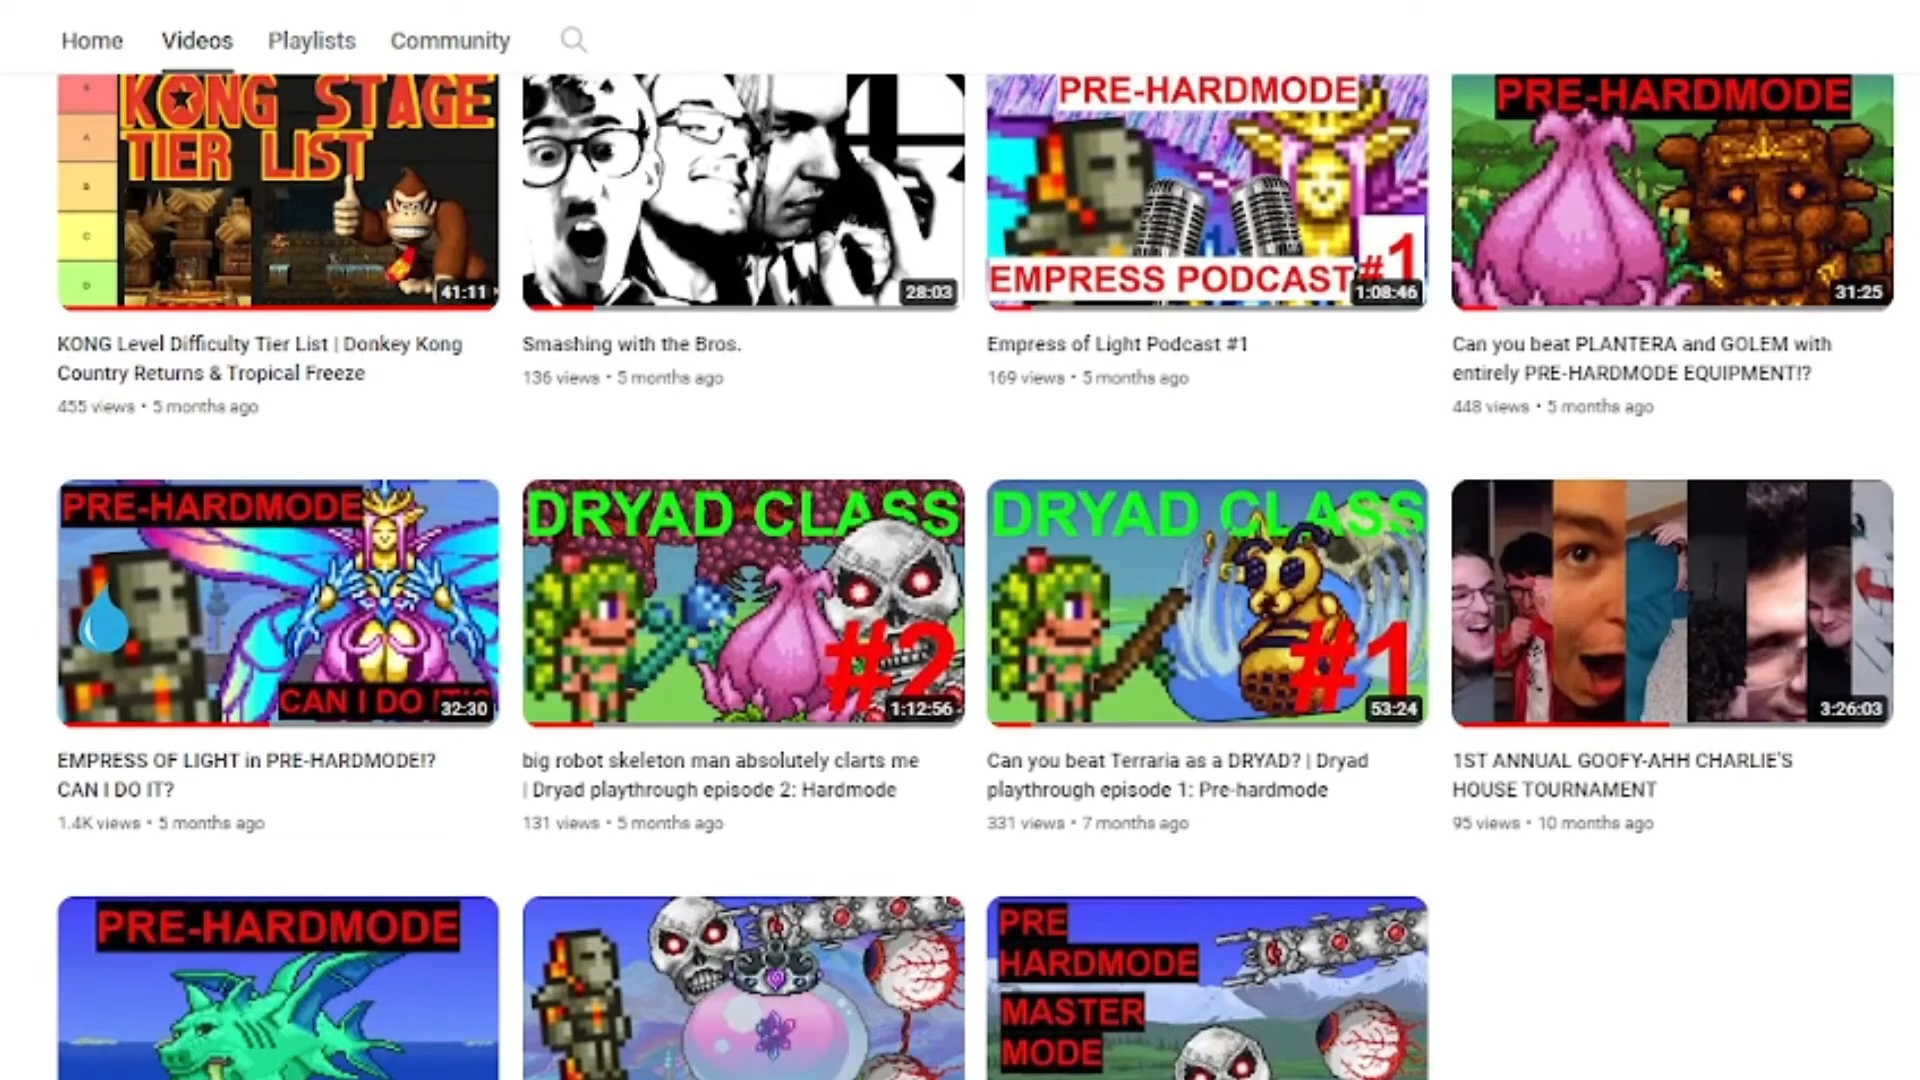 Home Videos Playlists Community
KONG STAGE
TIER LIST
A
B
C
D
41:11
28:03
PRE-HARDMODE
EMPRESS PODCAST #1
1:08:46
PRE-HARDMODE
31:25
KONG Level Difficulty Tier List | Donkey Kong
Country Returns & Tropical Freeze
455 views • 5 months ago
Smashing with the Bros.
136 views • 5 months ago
Empress of Light Podcast #1
169 views • 5 months ago
Can you beat PLANTERA and GOLEM with
entirely PRE-HARDMODE EQUIPMENT!?
448 views • 5 months ago
PRE-HARDMODE
CAN I DO
32:30
DRYAD CLASS
#2
1:12:56
DRYAD CLASS
#1
53:24
3:26:03
EMPRESS OF LIGHT in PRE-HARDMODE!?
CAN I DO IT?
1.4K views • 5 months ago
big robot skeleton man absolutely clarts me
| Dryad playthrough episode 2: Hardmode
131 views • 5 months ago
Can you beat Terraria as a DRYAD? | Dryad
playthrough episode 1: Pre-hardmode
331 views • 7 months ago
1ST ANNUAL GOOFY-AHH CHARLIE'S
HOUSE TOURNAMENT
95 views • 10 months ago
PRE-HARDMODE
PRE
HARDMODE
MASTER
MODE